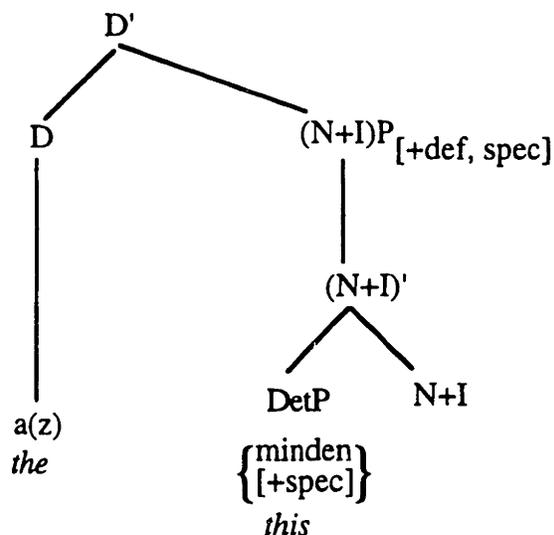 D'
D
(N+I)P[+def, spec]
(N+I)'
DetP
N+I
a(z)
the
{minden
[+spec]}
this